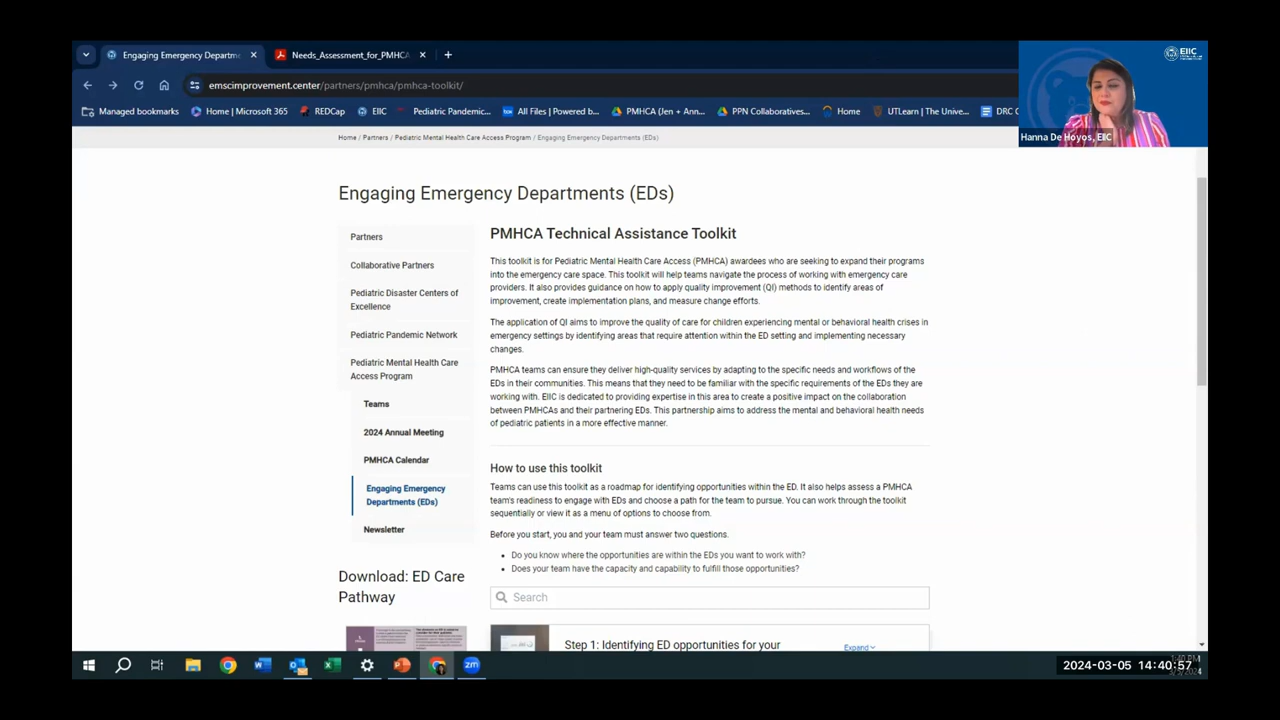 Engaging Emergency Departme
Needs_Assessment_for_PMHCA
emscimprovement.center/partners/pmhca/pmhca-toolkit/
Managed bookmarks
Home | Microsoft 365
REDCap
EIIC
Pediatric Pandemic...
All Files | Powered b...
PMHCA (Jen + Ann...
PPN Collaboratives...
Home
UTLearn | The Unive...
DRC
EIIC
Hanna De Hoyos, EIIC
Home / Partners / Pediatric Mental Health Care Access Program / Engaging Emergency Departments (EDs)
Engaging Emergency Departments (EDs)
Partners
Collaborative Partners
Pediatric Disaster Centers of
Excellence
Pediatric Pandemic Network
Pediatric Mental Health Care
Access Program
Teams
2024 Annual Meeting
PMHCA Calendar
Engaging Emergency
Departments (EDs)
Newsletter
Download: ED Care
Pathway
PMHCA Technical Assistance Toolkit
This toolkit is for Pediatric Mental Health Care Access (PMHCA) awardees who are seeking to expand their programs
into the emergency care space. This toolkit will help teams navigate the process of working with emergency care
providers. It also provides guidance on how to apply quality improvement (QI) methods to identify areas of
improvement, create implementation plans, and measure change efforts.
The application of QI aims to improve the quality of care for children experiencing mental or behavioral health crises in
emergency settings by identifying areas that require attention within the ED setting and implementing necessary
changes.
PMHCA teams can ensure they deliver high-quality services by adapting to the specific needs and workflows of the
EDs in their communities. This means that they need to be familiar with the specific requirements of the EDs they are
working with. EIIC is dedicated to providing expertise in this area to create a positive impact on the collaboration
between PMHCAs and their partnering EDs. This partnership aims to address the mental and behavioral health needs
of pediatric patients in a more effective manner.
How to use this toolkit
Teams can use this toolkit as a roadmap for identifying opportunities within the ED. It also helps assess a PMHCA
team's readiness to engage with EDs and choose a path for the team to pursue. You can work through the toolkit
sequentially or view it as a menu of options to choose from.
Before you start, you and your team must answer two questions.
• Do you know where the opportunities are within the EDs you want to work with?
• Does your team have the capacity and capability to fulfill those opportunities?
Search
Step 1: Identifying ED opportunities for your
Expand
2024-03-05 14:40:57